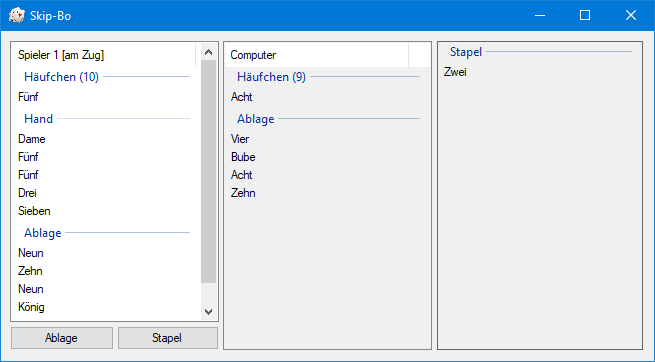 Skip-Bo
Spieler 1 [am Zug]
Häufchen (10)
Fünf
Hand
Dame
Fünf
Fünf
Drei
Sieben
Ablage
Neun
Zehn
Neun
König
Ablage
Stapel
Computer
Häufchen (9)
Acht
Ablage
Vier
Bube
Acht
Zehn
Stapel
Zwei